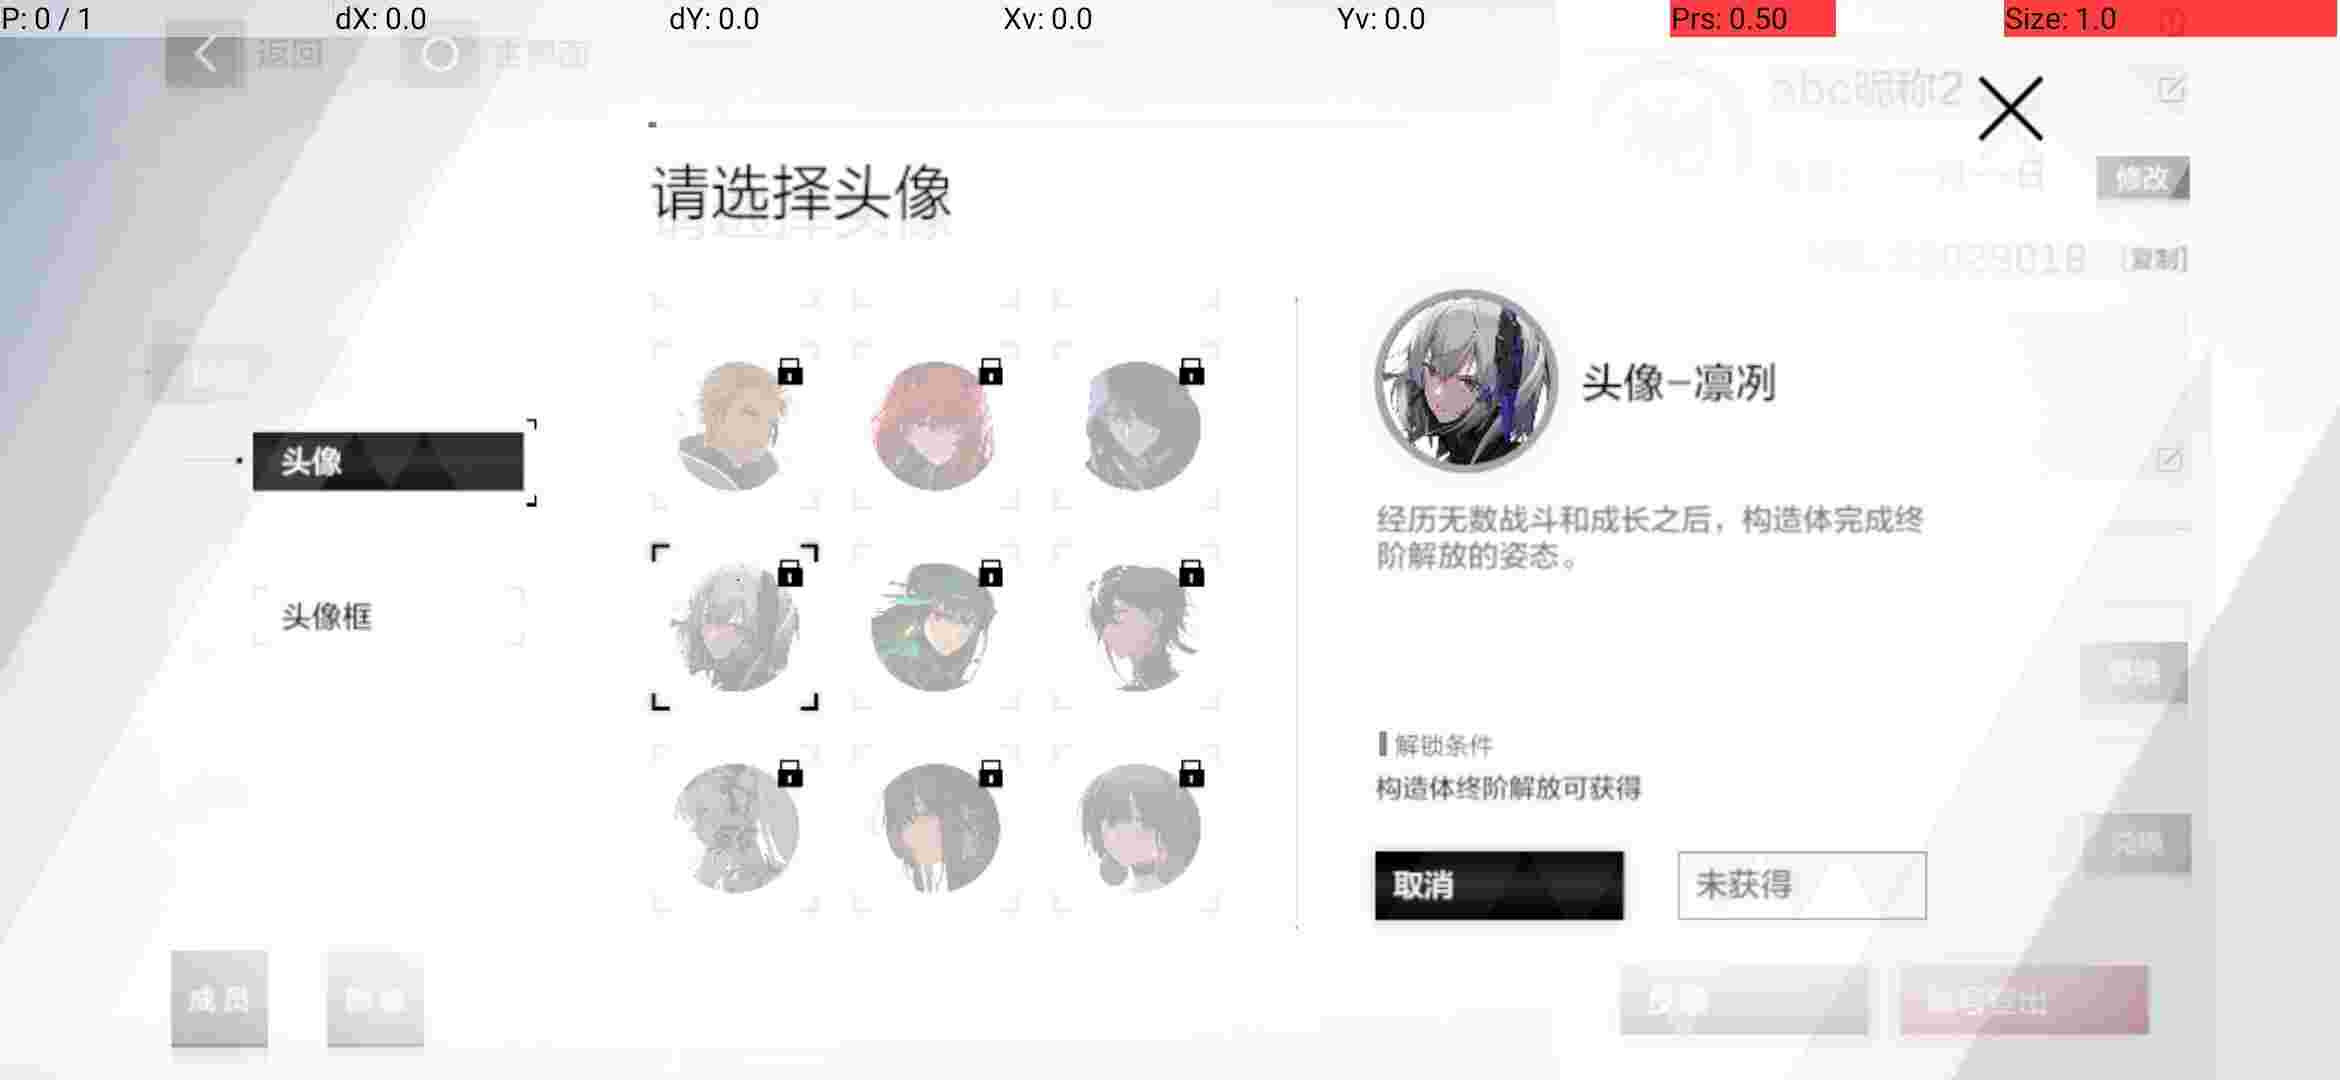 P: 0 / 1
dX: 0.0
dY: 0.0
Xv: 0.0
Yv: 0.0
Prs: 0.50
Size: 1.0
返回
主界面
abc昵称2
修改
[复制]
请选择头像
头像
头像框
头像-凛冽
经历无数战斗和成长之后，构造体完成终
阶解放的姿态。
解锁条件
构造体终阶解放可获得
取消
未获得
成员